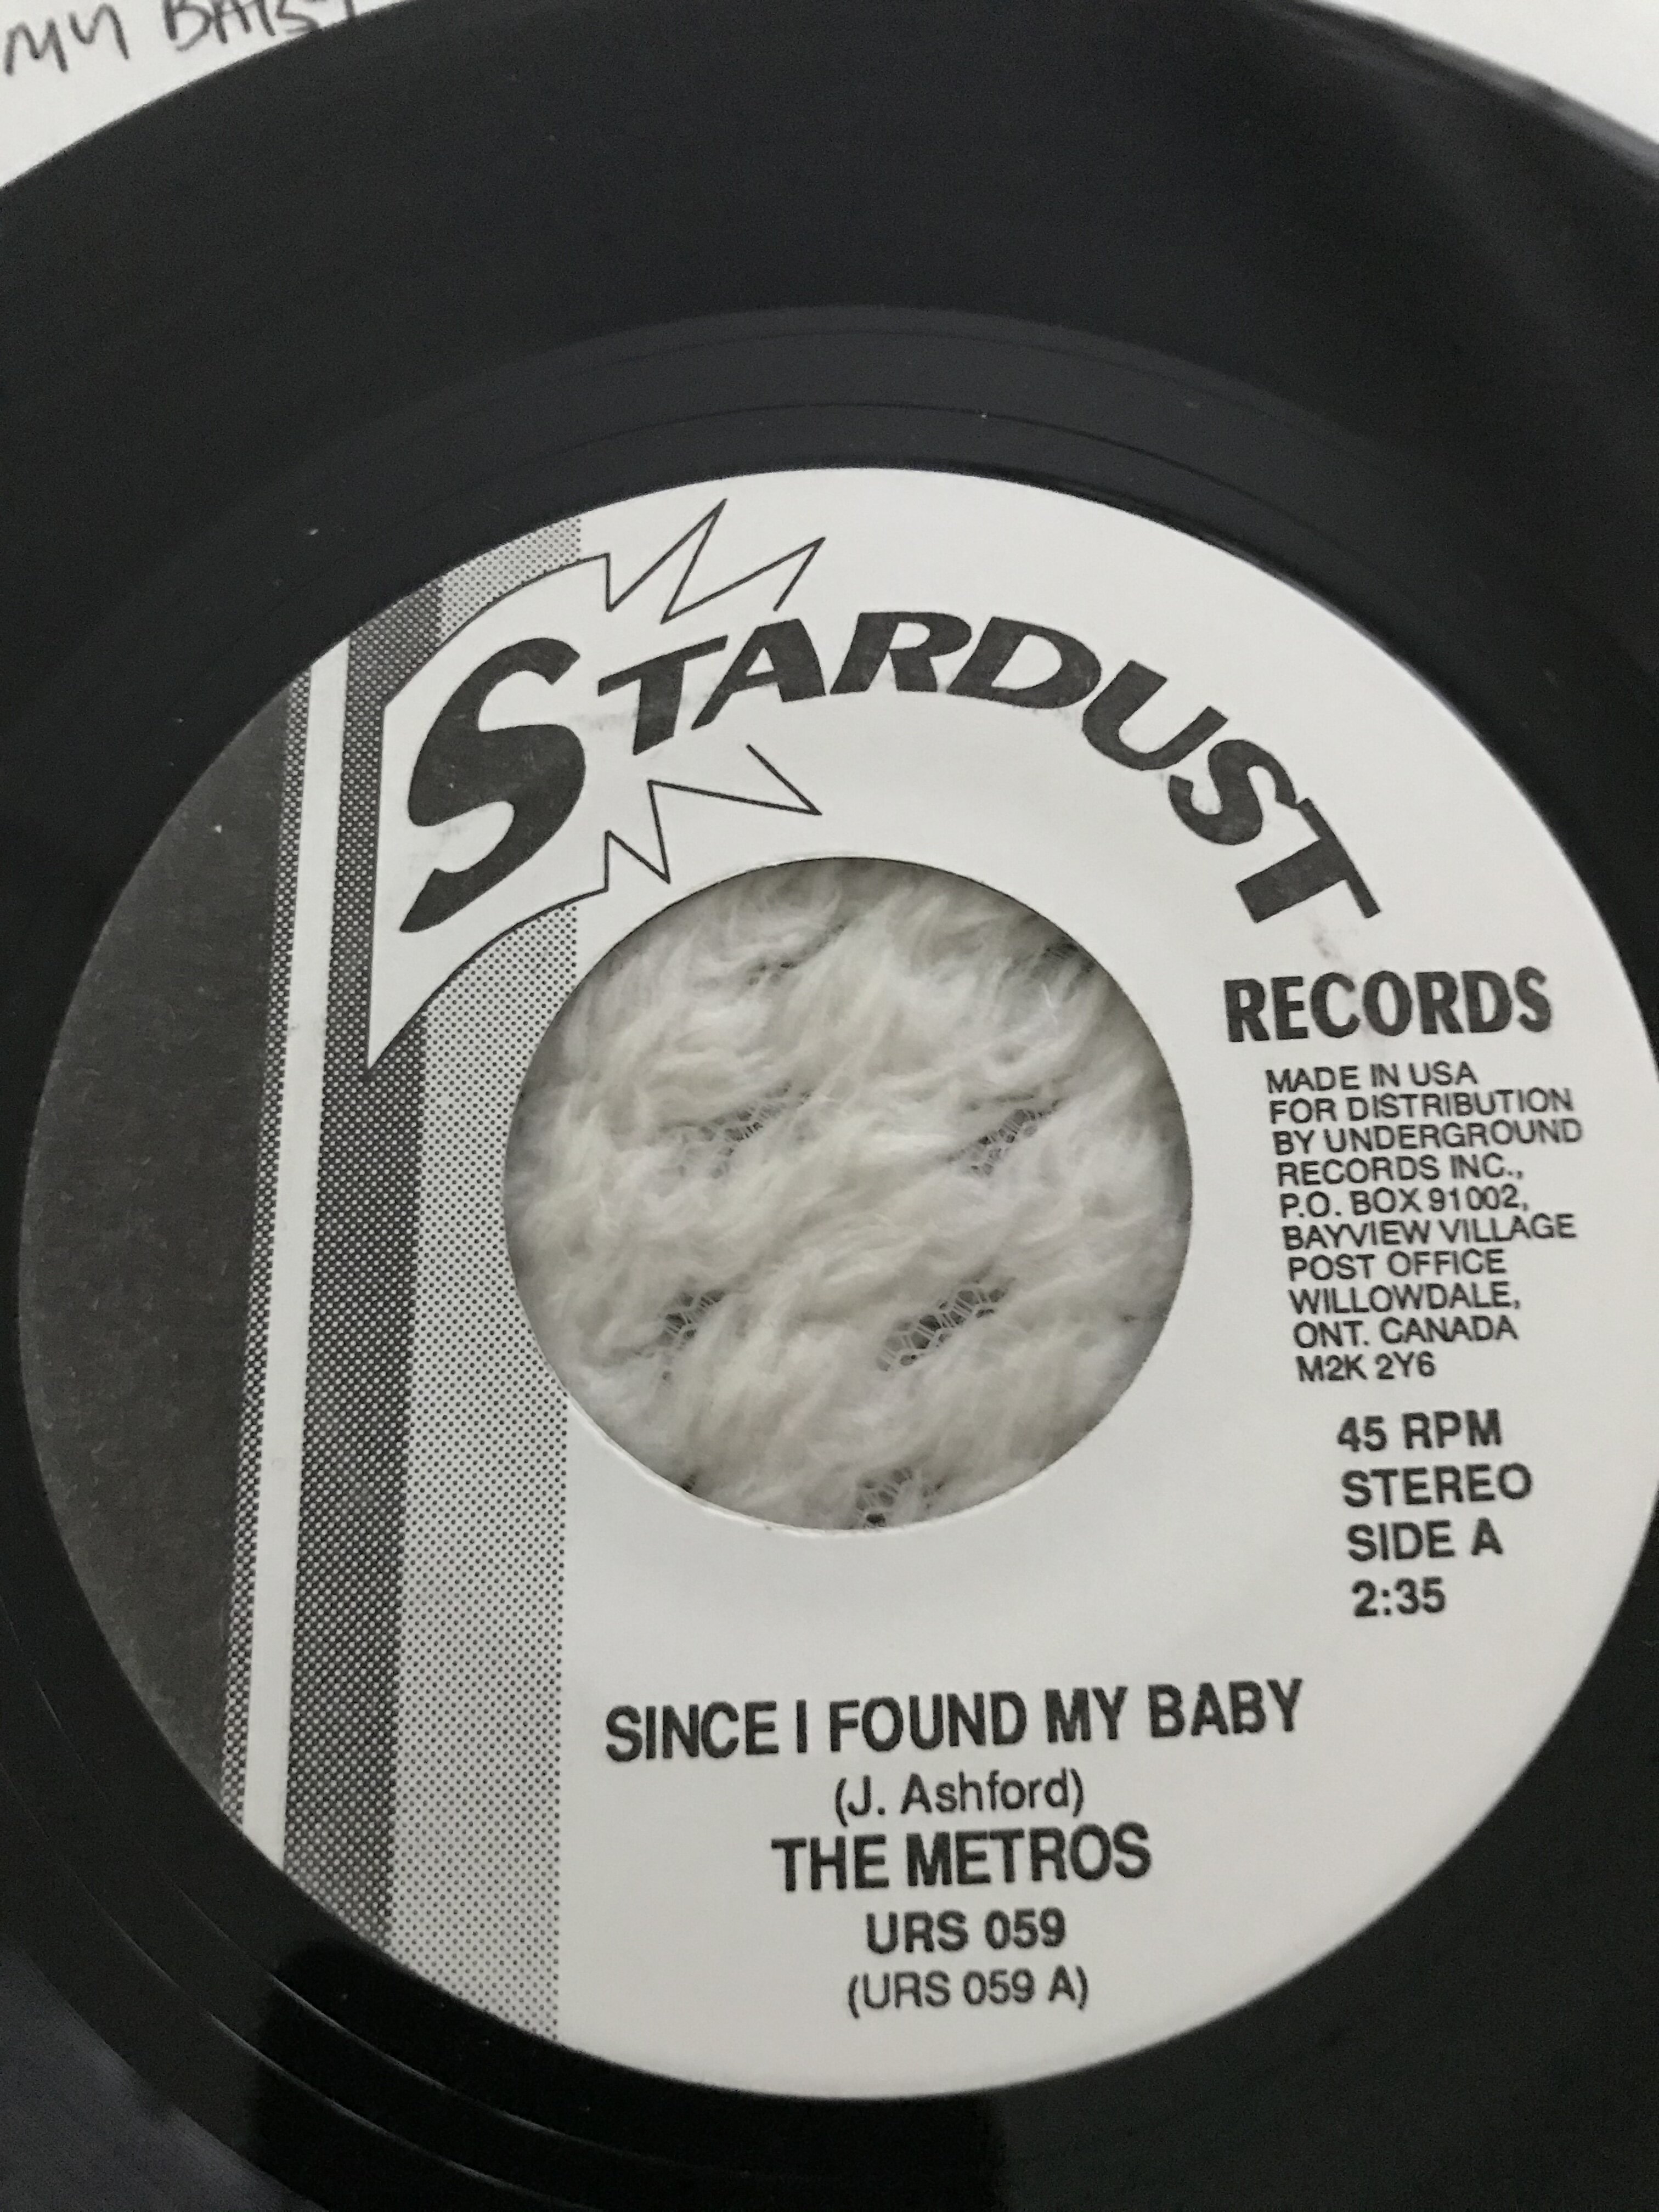 MY BABY
STARDUST
RECORDS
MADE IN USA
FOR DISTRIBUTION
BY UNDERGROUND
RECORDS INC.,
P.O. BOX 91002,
BAYVIEW VILLAGE
POST OFFICE
WILLOWDALE,
ONT. CANADA
M2K 2Y6
45 RPM
STEREO
SIDE A
2:35
SINCE I FOUND MY BABY
(J. Ashford)
THE METROS
URS 059
(URS 059 A)